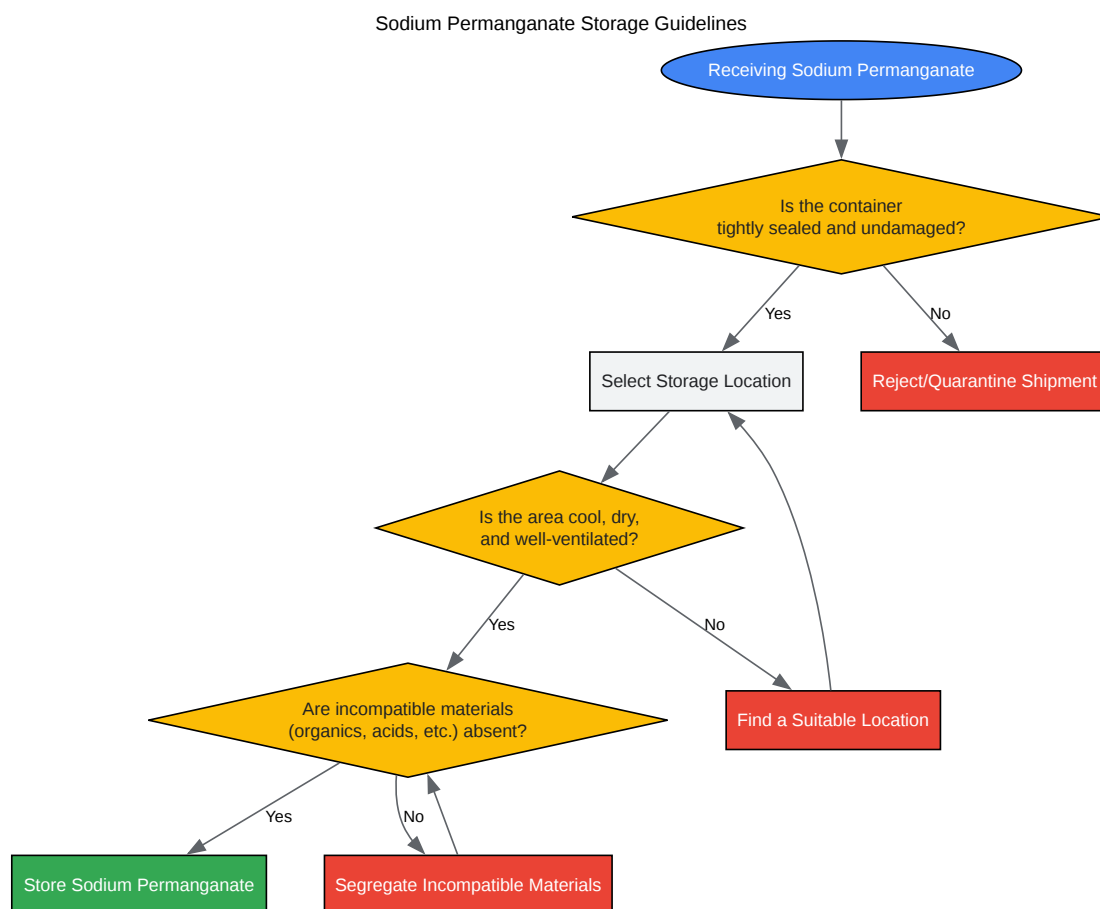 Sodium Permanganate Storage Guidelines
Receiving Sodium Permanganate
Is the container
tightly sealed and undamaged?
Yes
No
Select Storage Location
Reject/Quarantine Shipment
Is the area cool, dry,
and well-ventilated?
Yes
No
Are incompatible materials
(organics, acids, etc.) absent?
Find a Suitable Location
Yes
No
Store Sodium Permanganate
Segregate Incompatible Materials